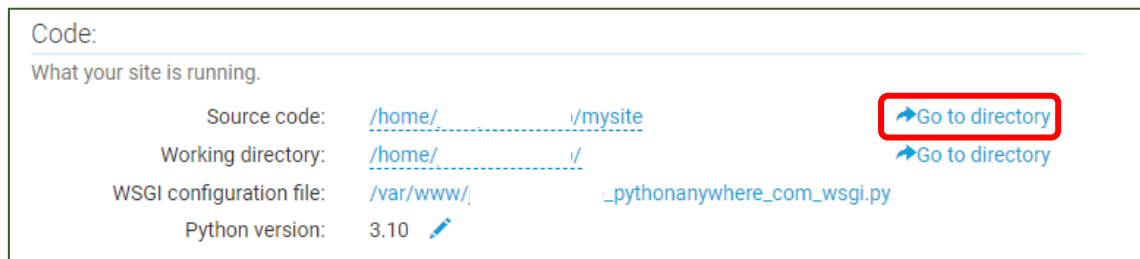 Code:
What your site is running.
Source code: /home/ /mysite Go to directory
Working directory: /home/ / Go to directory
WSGI configuration file: /var/www/ _pythonanywhere_com_wsgi.py
Python version: 3.10